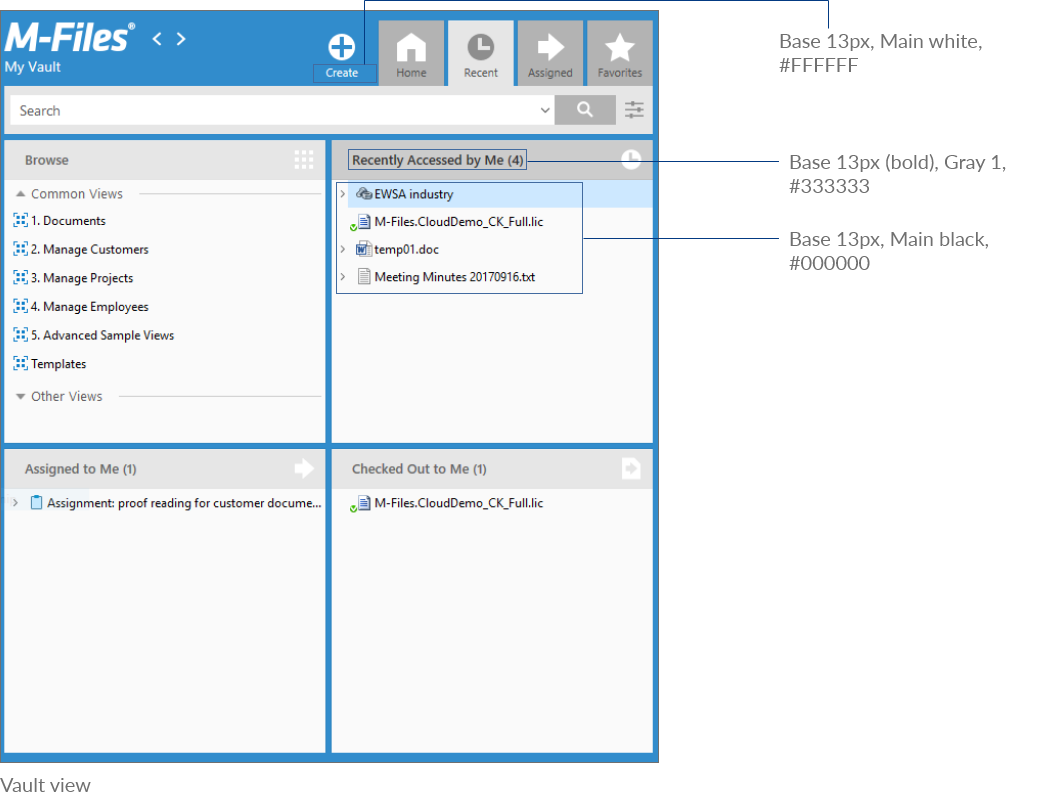 M-Files®
My Vault
Create
Home
Recent
Assigned
Favorites
Base 13px, Main white,
#FFFFFF
Search
Browse
Common Views
1. Documents
2. Manage Customers
3. Manage Projects
4. Manage Employees
5. Advanced Sample Views
Templates
Other Views
Recently Accessed by Me (4)
EWSA industry
M-Files.CloudDemo_CK_Full.lic
temp01.doc
Meeting Minutes 20170916.txt
Base 13px (bold), Gray 1,
#333333
Base 13px, Main black,
#000000
Assigned to Me (1)
Assignment: proof reading for customer docume...
Checked Out to Me (1)
M-Files.CloudDemo_CK_Full.lic
Vault view